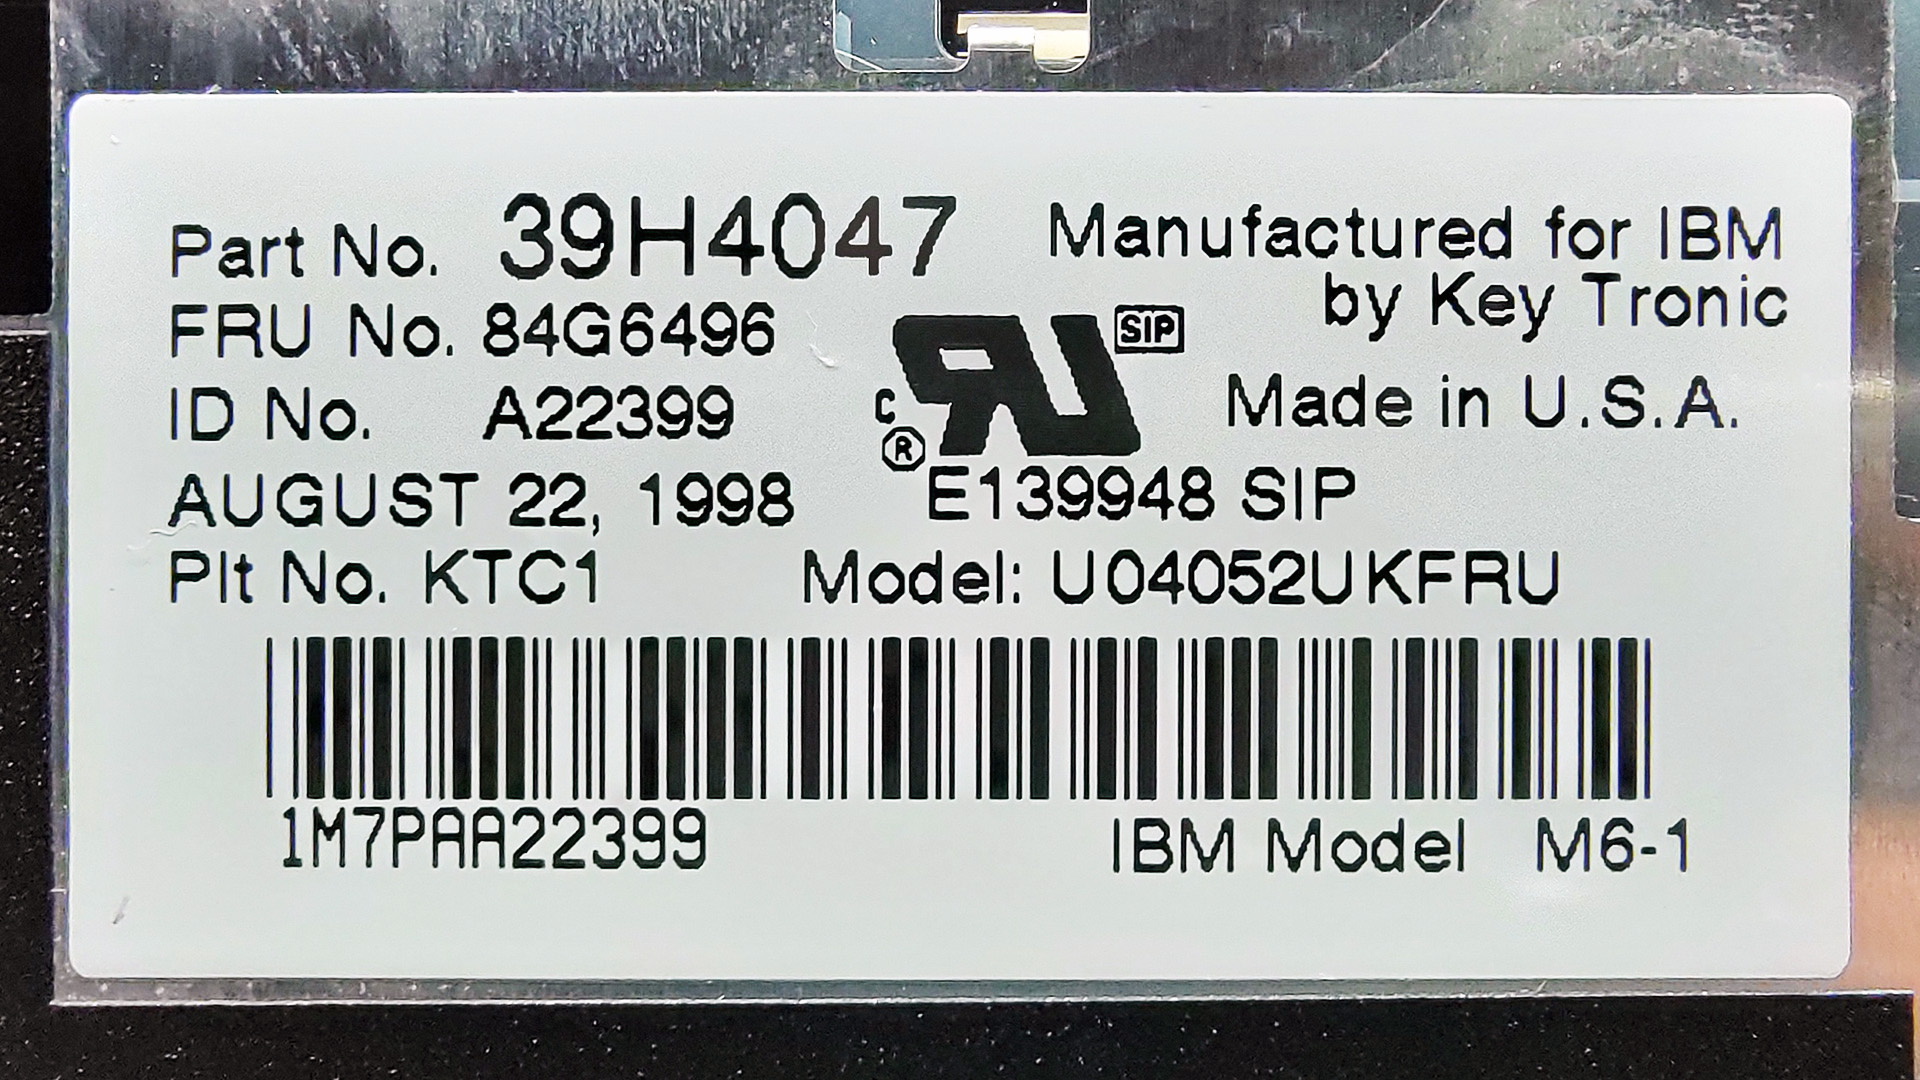 Part No. 39H4047
Manufactured for IBM
by Key Tronic
FRU No. 84G6496
SIP
ID No. A22399
c RU ®
Made in U.S.A.
AUGUST 22, 1998
E139948 SIP
Plt No. KTC1
Model: U04052UKFRU
1M7PAA22399
IBM Model M6-1